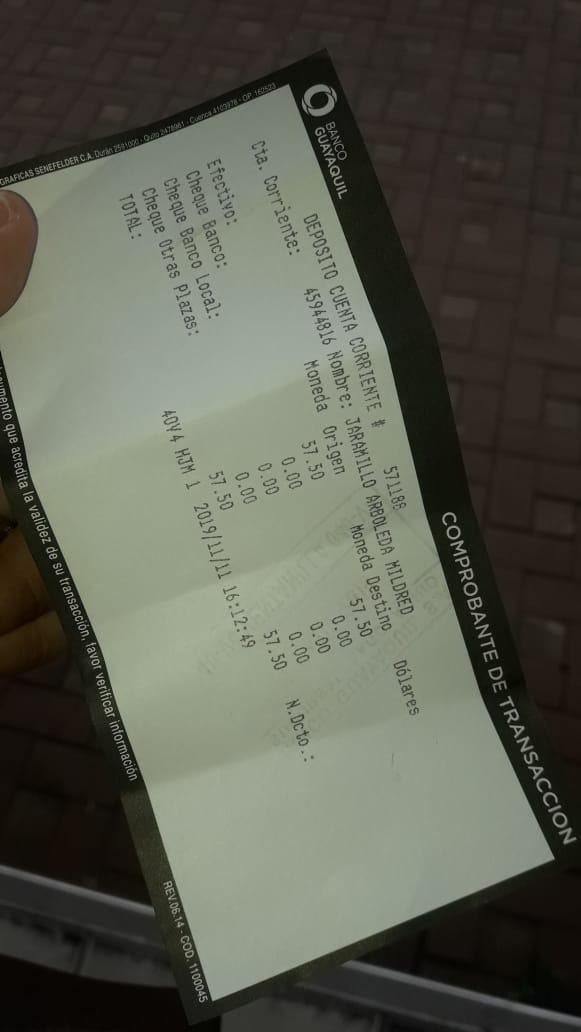 BANCO
GUAYAQUIL
COMPROBANTE DE TRANSACCION
DEPOSITO CUENTA CORRIENTE # 571188
Cta. Corriente: 45944816 Nombre: JARAMILLO ARBOLEDA MILDRED Dólares
Moneda Origen Moneda Destino
Efectivo: 57.50 57.50
Cheque Banco: 0.00 0.00
Cheque Banco Local: 0.00 0.00
Cheque Otras Plazas: 0.00 0.00 N.Dcto.:
TOTAL: 57.50 57.50
40V4 HJM 1 2019/11/11 16:12:49
GRAFICAS SENEFELDER C.A. Durán 2591000 - Quito 2478961 - Cuenca 4103978 - OP. 162523
que acredita la validez de su transacción, favor verificar información
REV.06.14 - COD. 1100045